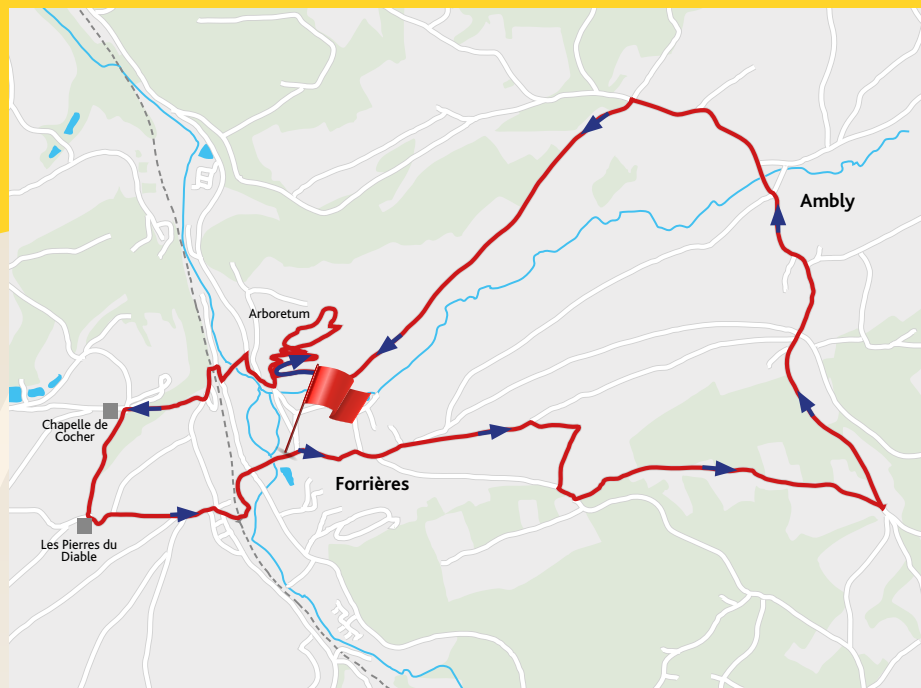 Ambly
Arboretum
Chapelle de
Cocher
Forrières
Les Pierres du
Diable